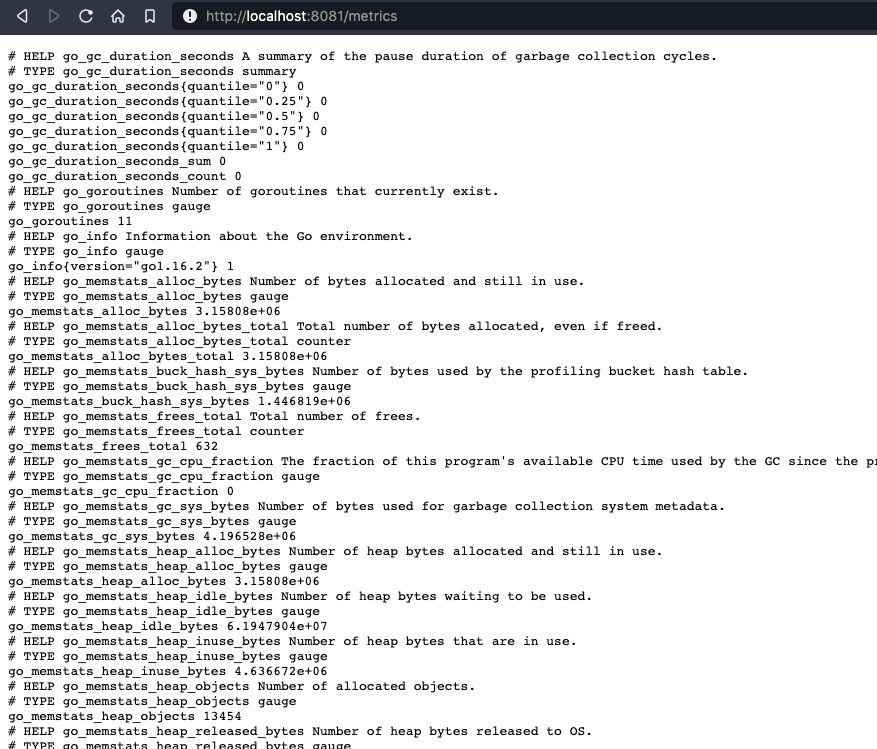 http://localhost:8081/metrics
# HELP go_gc_duration_seconds A summary of the pause duration of garbage collection cycles.
# TYPE go_gc_duration_seconds summary
go_gc_duration_seconds{quantile="0"} 0
go_gc_duration_seconds{quantile="0.25"} 0
go_gc_duration_seconds{quantile="0.5"} 0
go_gc_duration_seconds{quantile="0.75"} 0
go_gc_duration_seconds{quantile="1"} 0
go_gc_duration_seconds_sum 0
go_gc_duration_seconds_count 0
# HELP go_goroutines Number of goroutines that currently exist.
# TYPE go_goroutines gauge
go_goroutines 11
# HELP go_info Information about the Go environment.
# TYPE go_info gauge
go_info{version="go1.16.2"} 1
# HELP go_memstats_alloc_bytes Number of bytes allocated and still in use.
# TYPE go_memstats_alloc_bytes gauge
go_memstats_alloc_bytes 3.15808e+06
# HELP go_memstats_alloc_bytes_total Total number of bytes allocated, even if freed.
# TYPE go_memstats_alloc_bytes_total counter
go_memstats_alloc_bytes_total 3.15808e+06
# HELP go_memstats_buck_hash_sys_bytes Number of bytes used by the profiling bucket hash table.
# TYPE go_memstats_buck_hash_sys_bytes gauge
go_memstats_buck_hash_sys_bytes 1.446819e+06
# HELP go_memstats_frees_total Total number of frees.
# TYPE go_memstats_frees_total counter
go_memstats_frees_total 632
# HELP go_memstats_gc_cpu_fraction The fraction of this program's available CPU time used by the GC since the pr
# TYPE go_memstats_gc_cpu_fraction gauge
go_memstats_gc_cpu_fraction 0
# HELP go_memstats_gc_sys_bytes Number of bytes used for garbage collection system metadata.
# TYPE go_memstats_gc_sys_bytes gauge
go_memstats_gc_sys_bytes 4.196528e+06
# HELP go_memstats_heap_alloc_bytes Number of heap bytes allocated and still in use.
# TYPE go_memstats_heap_alloc_bytes gauge
go_memstats_heap_alloc_bytes 3.15808e+06
# HELP go_memstats_heap_idle_bytes Number of heap bytes waiting to be used.
# TYPE go_memstats_heap_idle_bytes gauge
go_memstats_heap_idle_bytes 6.1947904e+07
# HELP go_memstats_heap_inuse_bytes Number of heap bytes that are in use.
# TYPE go_memstats_heap_inuse_bytes gauge
go_memstats_heap_inuse_bytes 4.636672e+06
# HELP go_memstats_heap_objects Number of allocated objects.
# TYPE go_memstats_heap_objects gauge
go_memstats_heap_objects 13454
# HELP go_memstats_heap_released_bytes Number of heap bytes released to OS.
# TYPE go_memstats_heap_released_bytes gauge